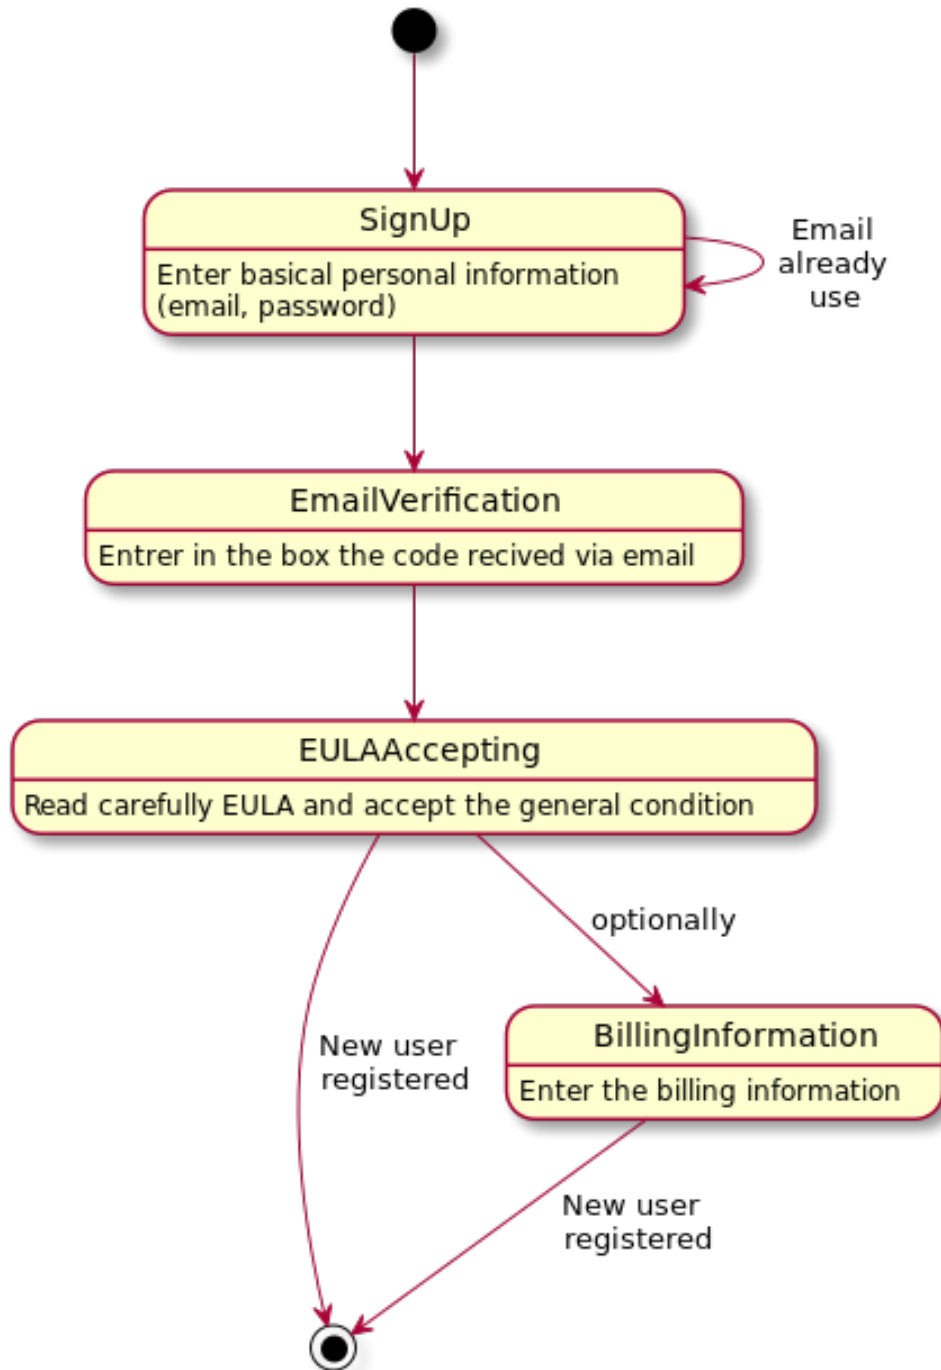 SignUp
Enter basical personal information
(email, password)
Email
already
use
EmailVerification
Entrer in the box the code recived via email
EULAAccepting
Read carefully EULA and accept the general condition
optionally
New user
registered
BillingInformation
Enter the billing information
New user
registered